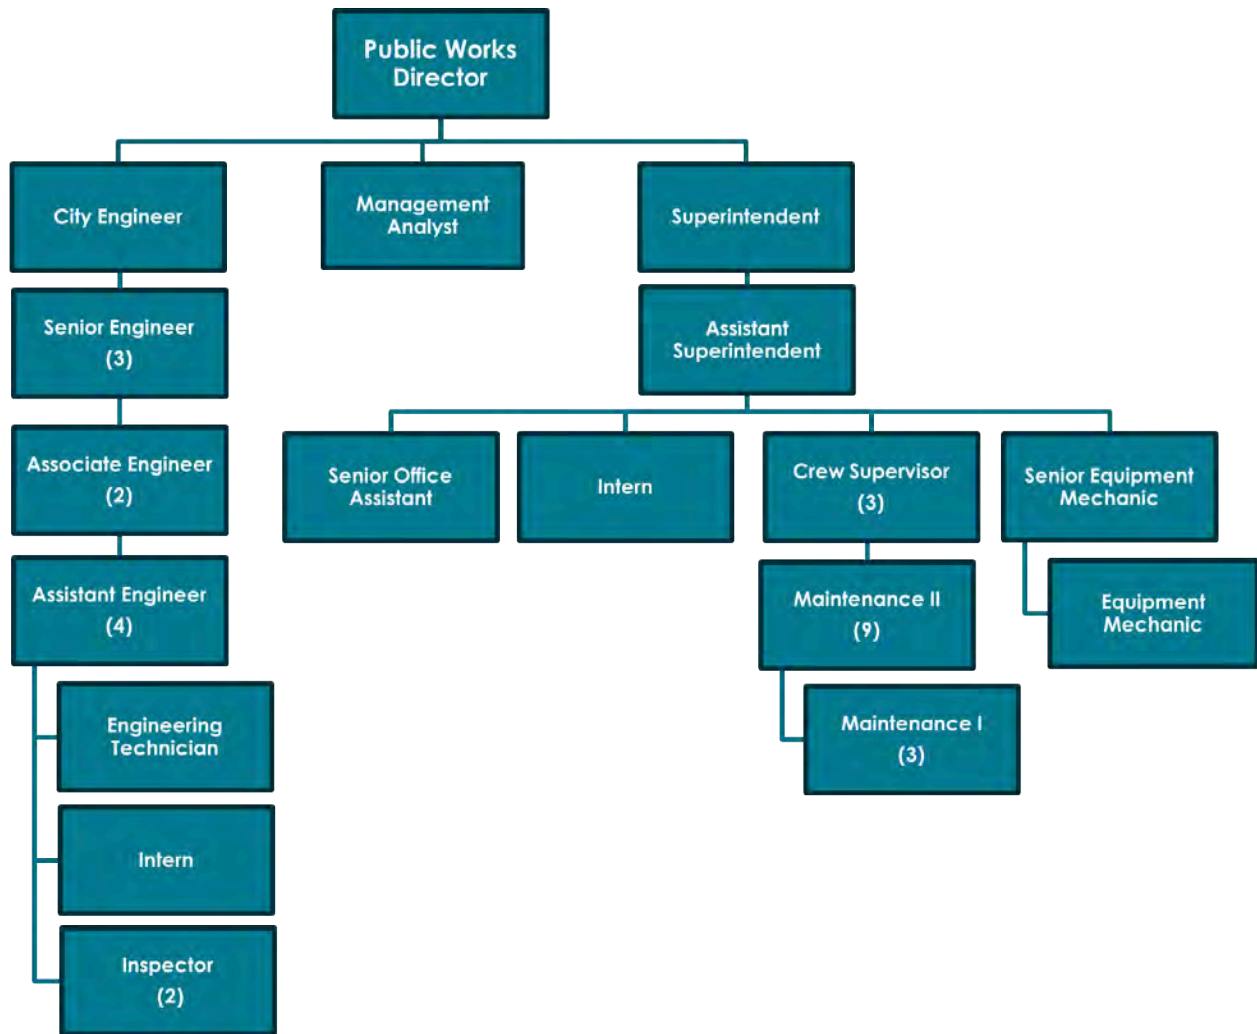 Public Works
Director
City Engineer
Management
Analyst
Superintendent
Senior Engineer
(3)
Assistant
Superintendent
Associate Engineer
(2)
Senior Office
Assistant
Intern
Crew Supervisor
(3)
Senior Equipment
Mechanic
Assistant Engineer
(4)
Maintenance II
(9)
Equipment
Mechanic
Engineering
Technician
Maintenance I
(3)
Intern
Inspector
(2)